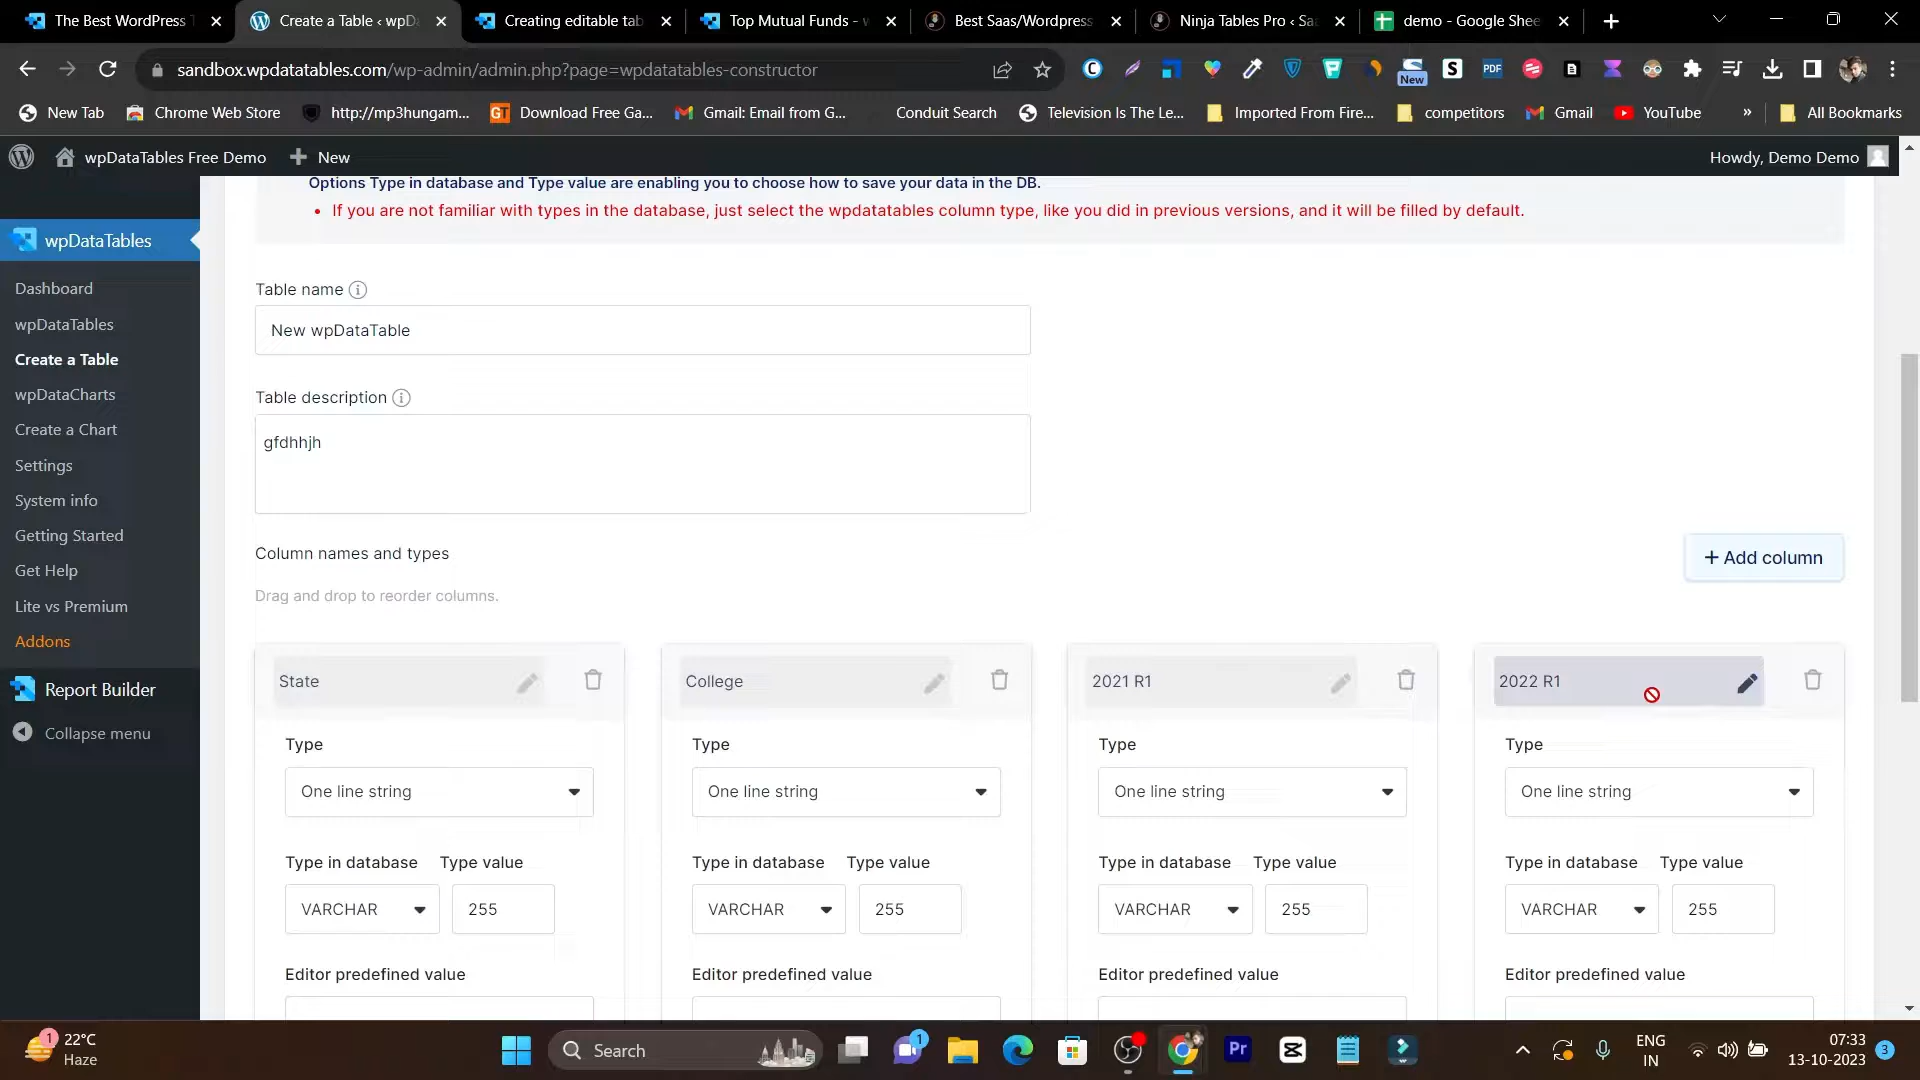 The Best WordPress T
Create a Table ‹ wpD
Creating editable tab
Top Mutual Funds - w
Best Saas/Wordpress
Ninja Tables Pro ‹ Sa
demo - Google Shee
sandbox.wpdatatables.com/wp-admin/admin.php?page=wpdatatables-constructor
New
PDF
New Tab
Chrome Web Store
http://mp3hungam...
GT
Download Free Ga...
Gmail: Email from G...
Conduit Search
Television Is The Le...
Imported From Fire...
competitors
Gmail
YouTube
»
All Bookmarks
wpDataTables Free Demo
New
Howdy, Demo Demo
Options Type in database and Type value are enabling you to choose how to save your data in the DB.
• If you are not familiar with types in the database, just select the wpdatatables column type, like you did in previous versions, and it will be filled by default.
wpDataTables
Dashboard
wpDataTables
Create a Table
wpDataCharts
Create a Chart
Settings
System info
Getting Started
Get Help
Lite vs Premium
Addons
Report Builder
Collapse menu
Table name
New wpDataTable
Table description
gfdhhjh
Column names and types
+ Add column
Drag and drop to reorder columns.
State
College
2021 R1
2022 R1
Type
Type
Type
Type
One line string
One line string
One line string
One line string
Type in database Type value
Type in database Type value
Type in database Type value
Type in database Type value
VARCHAR 255
VARCHAR 255
VARCHAR 255
VARCHAR 255
Editor predefined value
Editor predefined value
Editor predefined value
Editor predefined value
1
22°C
Haze
Search
1
Pr
ENG
IN
07:33
13-10-2023
3